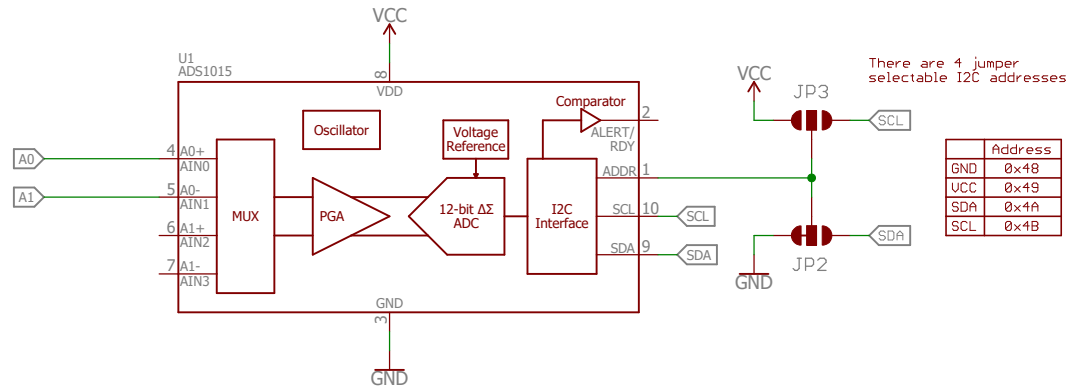 VCC
U1
ADS1015
8
VDD
There are 4 jumper
selectable I2C addresses
VCC
JP3
SCL
Comparator
2
ALERT/
RDY
Oscillator
Voltage
Reference
A0
4 A0+
AIN0
A1
5 A0-
AIN1
6 A1+
AIN2
7 A1-
AIN3
MUX
PGA
12-bit ΔΣ
ADC
I2C
Interface
ADDR 1
SCL 10
SCL
SDA 9
SDA
GND
3
GND
SDA
JP2
GND
Address
GND 0x48
VCC 0x49
SDA 0x4A
SCL 0x4B